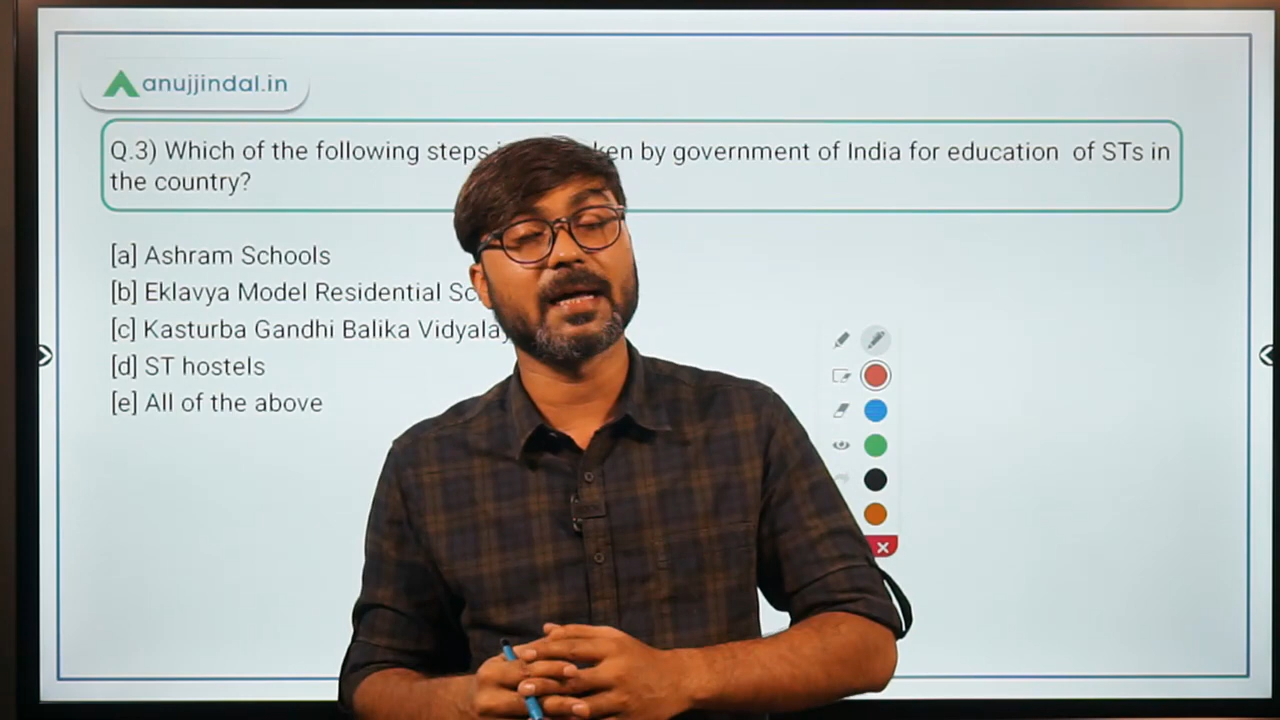 anujjindal.in
Q.3) Which of the following steps ken by government of India for education of STs in
the country?
[a] Ashram Schools
[b] Eklavya Model Residential Sc
[c] Kasturba Gandhi Balika Vidyala
[d] ST hostels
[e] All of the above